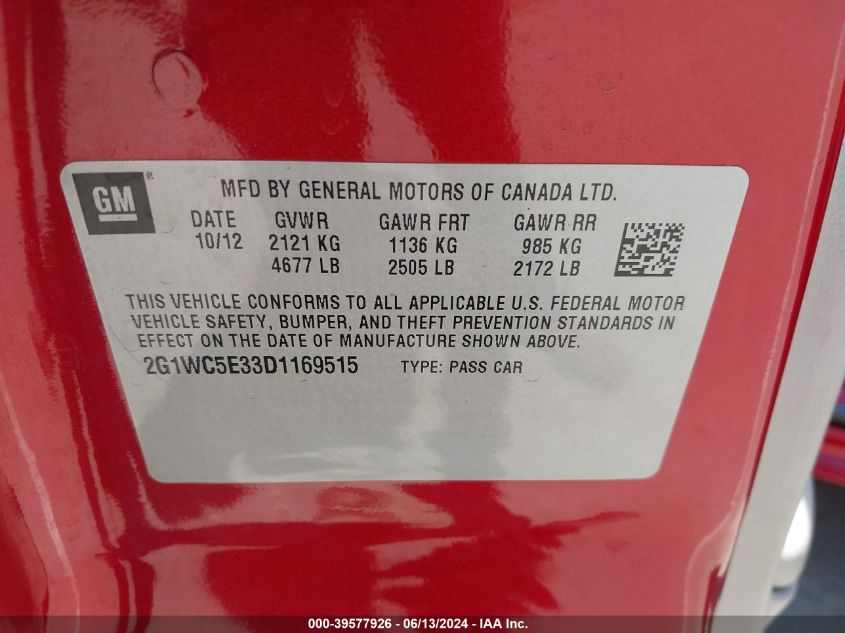 GM ®
MFD BY GENERAL MOTORS OF CANADA LTD.
DATE GVWR GAWR FRT GAWR RR
10/12 2121 KG 1136 KG 985 KG
4677 LB 2505 LB 2172 LB
THIS VEHICLE CONFORMS TO ALL APPLICABLE U.S. FEDERAL MOTOR
VEHICLE SAFETY, BUMPER, AND THEFT PREVENTION STANDARDS IN
EFFECT ON THE DATE OF MANUFACTURE SHOWN ABOVE.
2G1WC5E33D1169515 TYPE: PASS CAR
000-39577926 - 06/13/2024 - IAA Inc.